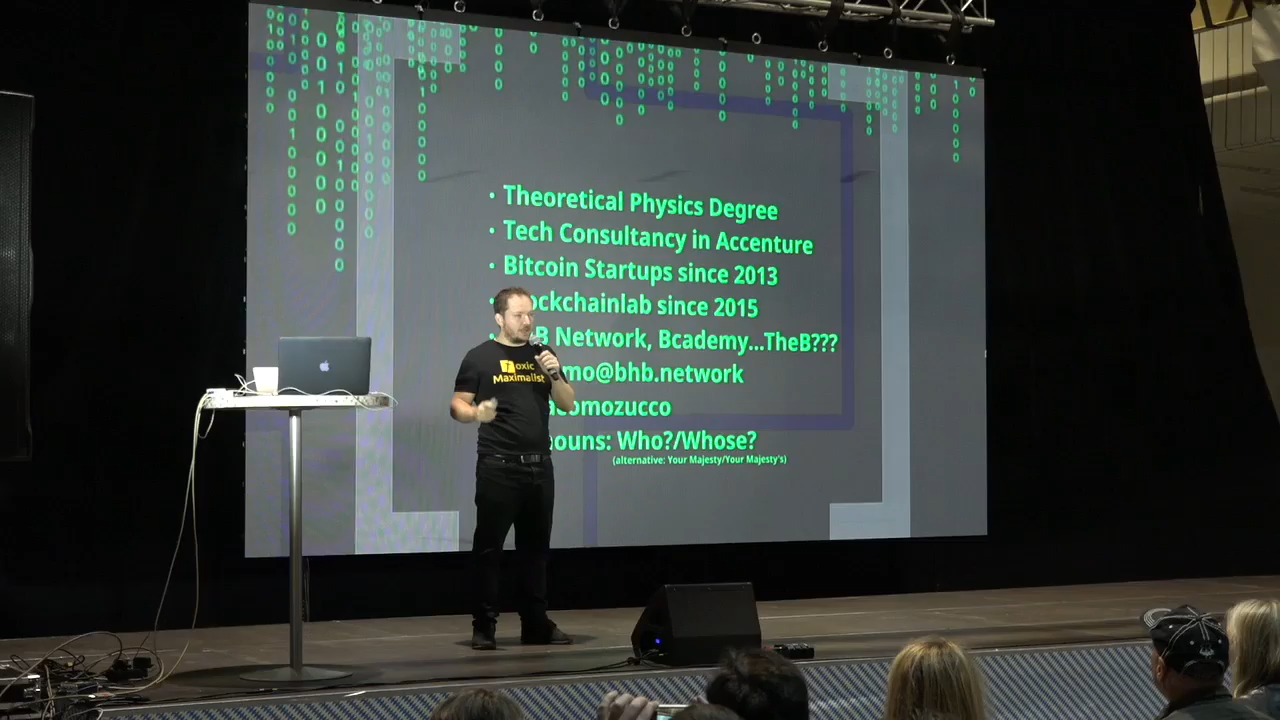 • Theoretical Physics Degree
• Tech Consultancy in Accenture
• Bitcoin Startups since 2013
• ockchainlab since 2015
B Network, Bcademy...TheB???
mo@bhb.network
comozucco
ouns: Who?/Whose?
(alternative: Your Majesty/Your Majesty's)
Toxic
Maximalist